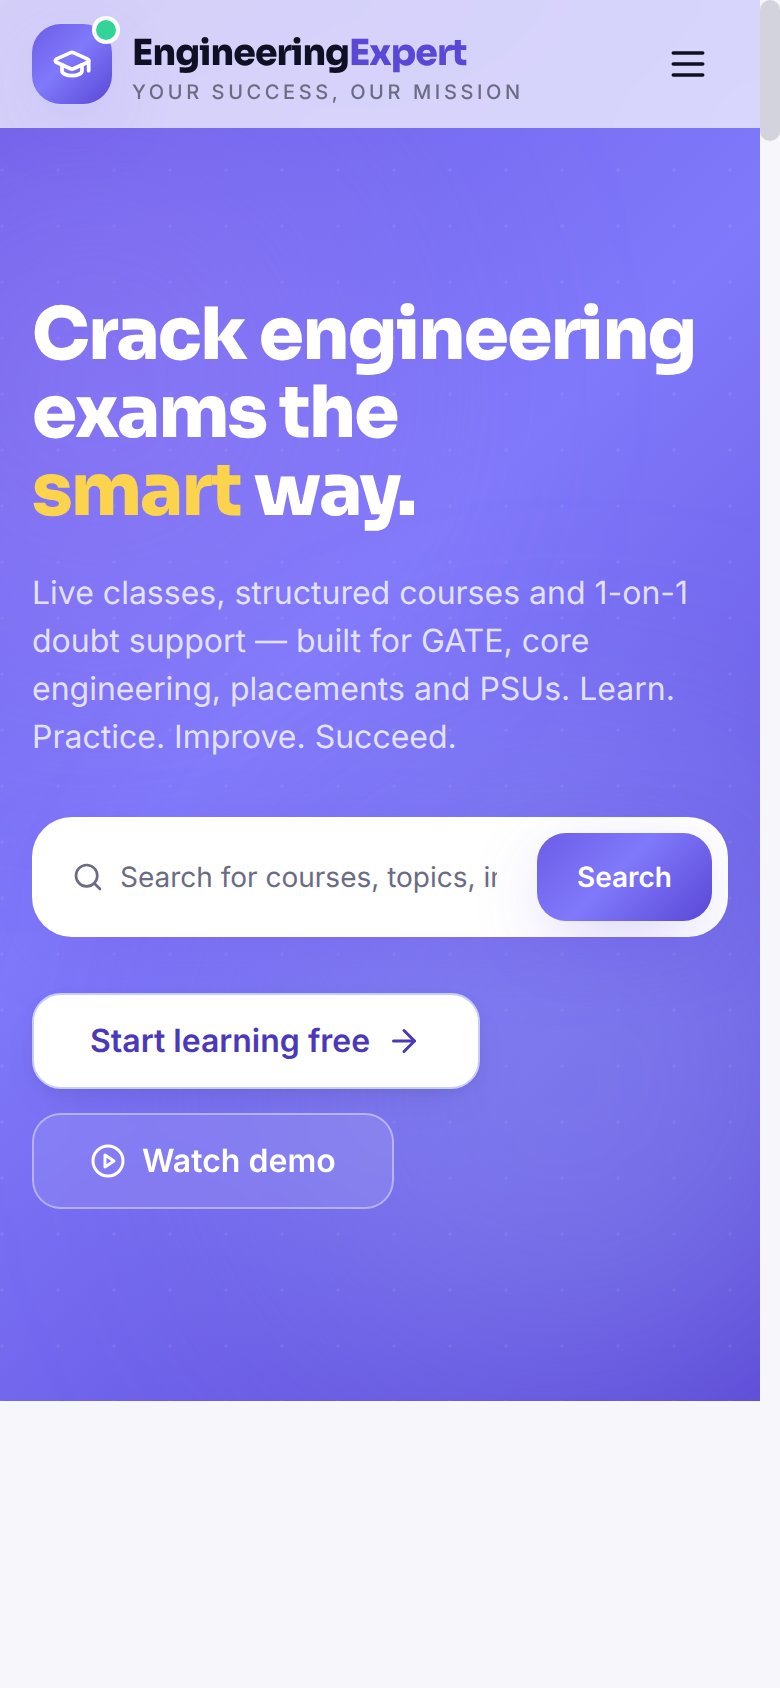 EngineeringExpert
YOUR SUCCESS, OUR MISSION
Crack engineering
exams the
smart way.
Live classes, structured courses and 1-on-1
doubt support — built for GATE, core
engineering, placements and PSUs. Learn.
Practice. Improve. Succeed.
Search for courses, topics,
Search
Start learning free
Watch demo